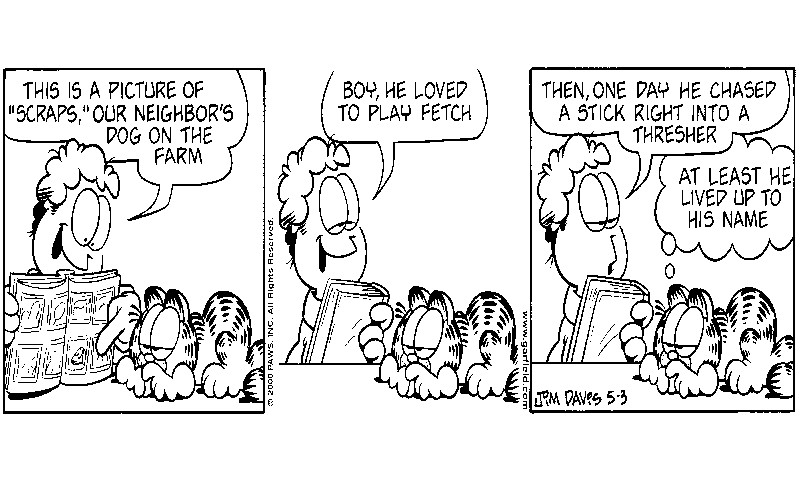 THIS IS A PICTURE OF
"SCRAPS," OUR NEIGHBOR'S
DOG ON THE
FARM
BOY, HE LOVED
TO PLAY FETCH
© 2000 PAWS, INC. All Rights Reserved.
THEN, ONE DAY HE CHASED
A STICK RIGHT INTO A
THRESHER
AT LEAST HE
LIVED UP TO
HIS NAME
www.garfield.com
JIM DAVIS 5-3